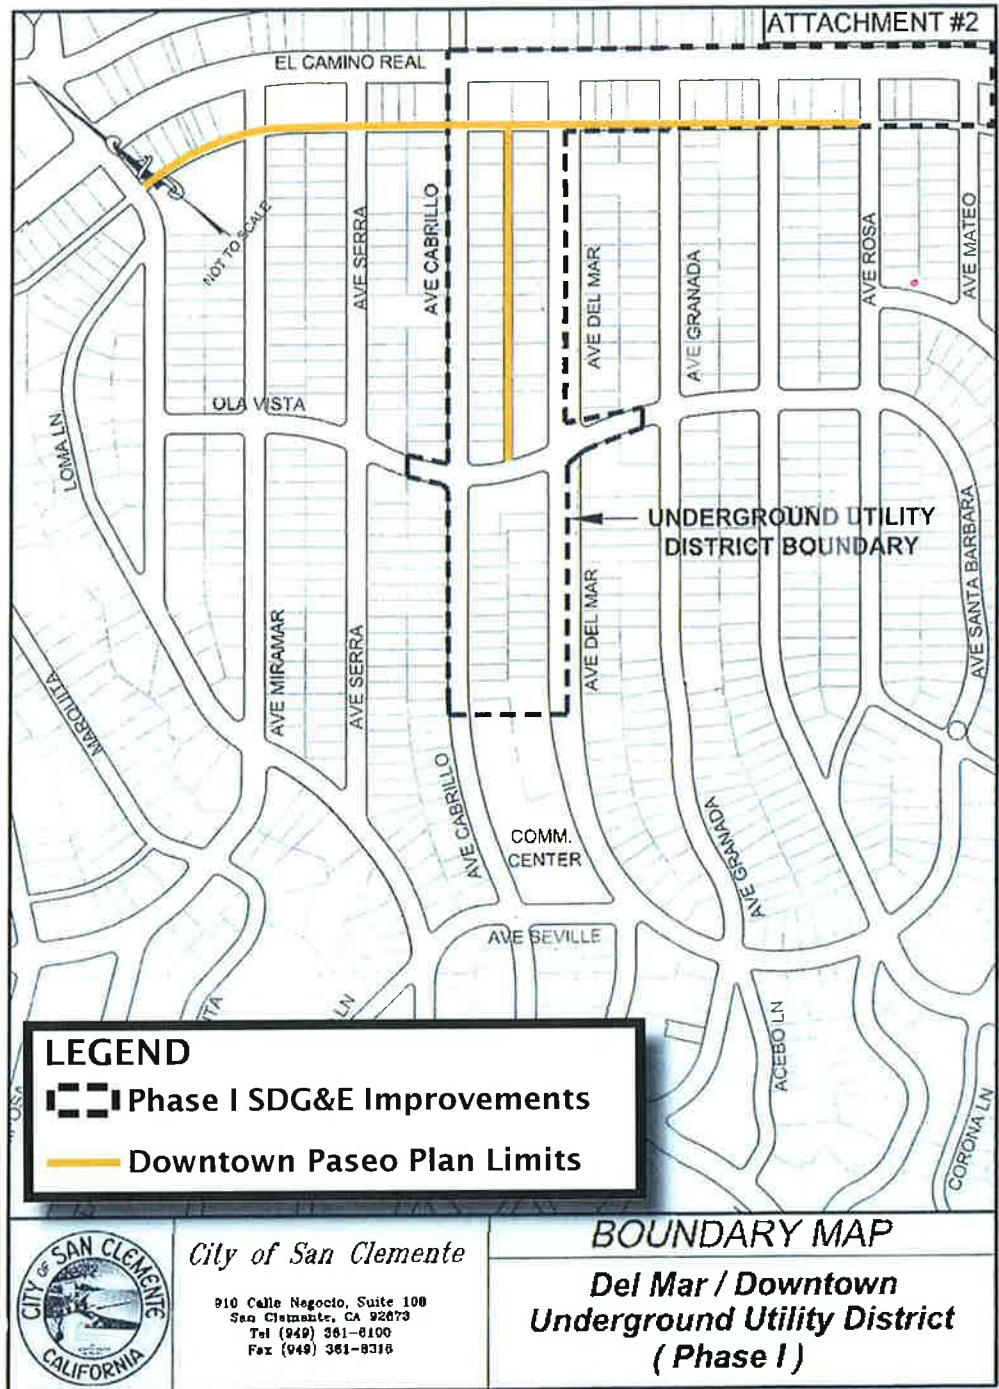 ATTACHMENT #2
EL CAMINO REAL
NOT TO SCALE
AVE SERRA
AVE CABRILLO
AVE DEL MAR
AVE GRANADA
AVE ROSA
AVE MATEO
LOMA LN
OLA VISTA
UNDERGROUND UTILITY
DISTRICT BOUNDARY
AVE SANTA BARBARA
MARQUITA
AVE MIRAMAR
AVE SERRA
AVE DEL MAR
AVE CABRILLO
COMM.
CENTER
AVE GRANADA
AVE SEVILLE
ITA
LN
ACEBO LN
CORONA LN
OSA
LEGEND
Phase I SDG&E Improvements
Downtown Paseo Plan Limits
CITY OF SAN CLEMENTE
CALIFORNIA
City of San Clemente
910 Calle Negocio, Suite 100
San Clemente, CA 92673
Tel (949) 361-6100
Fax (949) 361-8316
BOUNDARY MAP
Del Mar / Downtown
Underground Utility District
( Phase I )